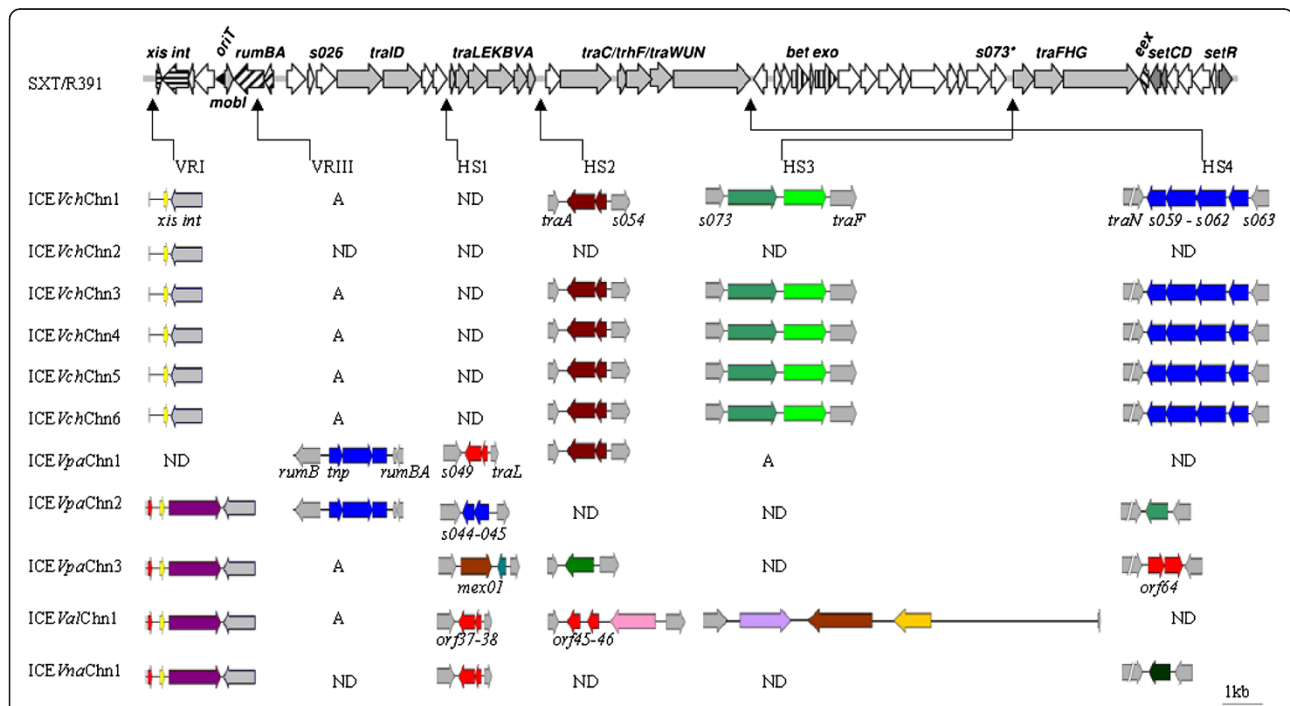 xis int oriT rumBA s026 traID traLEKBVA traC/trhF/traWUN bet exo s073* traFHG eex setCD setR
SXT/R391
mobI
VRI VRIII HS1 HS2 HS3 HS4
ICEVchChn1 A ND
xis int traA s054 s073 traF traN s059 - s062 s063
ICEVchChn2 ND ND ND ND ND
ICEVchChn3 A ND
ICEVchChn4 A ND
ICEVchChn5 A ND
ICEVchChn6 A ND
ICEVpaChn1 ND A ND
rumB tnp rumBA s049 traL
ICEVpaChn2 ND ND
s044-045
ICEVpaChn3 A ND
mex01 orf64
ICEValChn1 A ND
orf37-38 orf45-46
ICEVnaChn1 ND ND ND
1kb